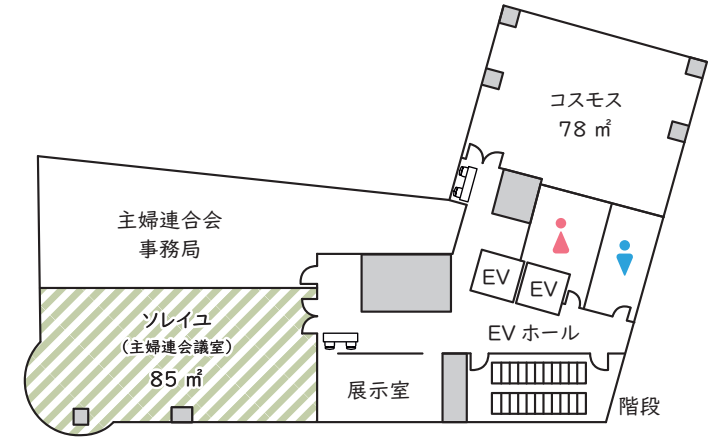 コスモス
78 ㎡
主婦連合会
事務局
EV
EV
ソレイユ
(主婦連会議室)
85 ㎡
EV ホール
展示室
階段